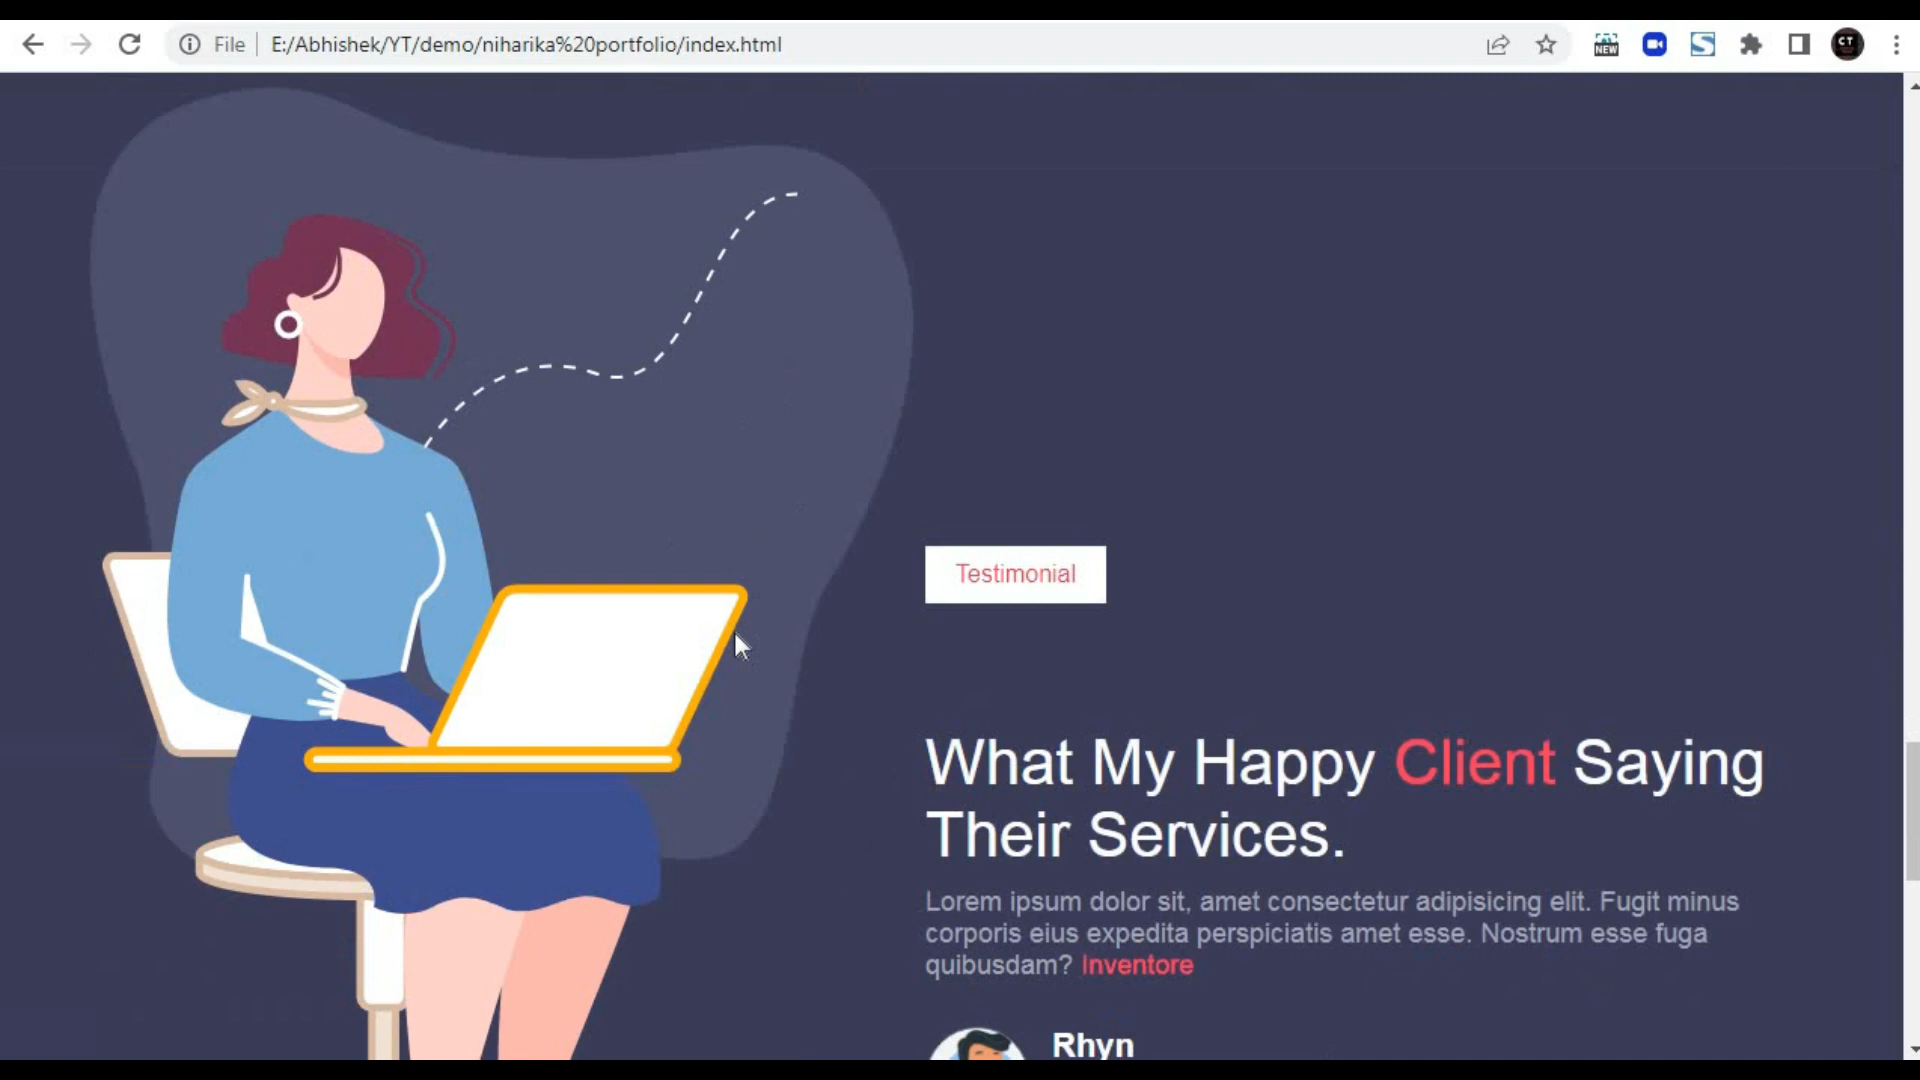 File
E:/Abhishek/YT/demo/niharika%20portfolio/index.html
NEW
S
CT
Testimonial
What My Happy Client Saying
Their Services.
Lorem ipsum dolor sit, amet consectetur adipisicing elit. Fugit minus
corporis eius expedita perspiciatis amet esse. Nostrum esse fuga
quibusdam? Inventore
Rhyn